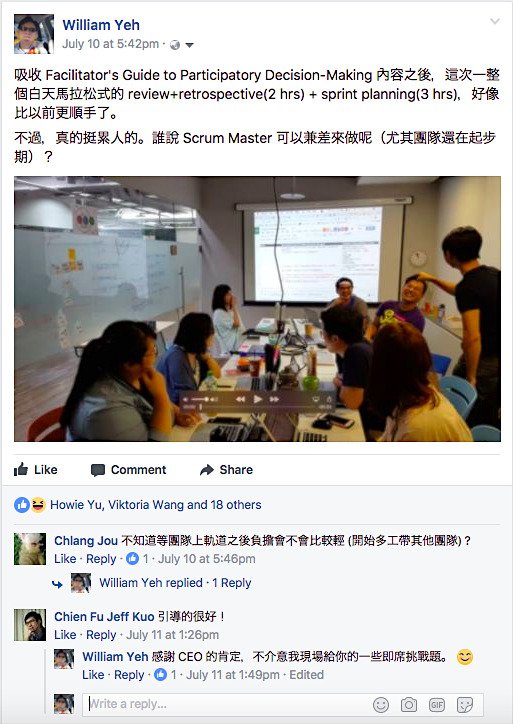 William Yeh
July 10 at 5:42pm ·
吸收 Facilitator's Guide to Participatory Decision-Making 內容之後，這次一整
個白天馬拉松式的 review+retrospective(2 hrs) + sprint planning(3 hrs)，好像
比以前更順手了。
不過，真的挺累人的。誰說 Scrum Master 可以兼差來做呢（尤其團隊還在起步
期）？
Like Comment Share
Howie Yu, Viktoria Wang and 18 others
Chlang Jou 不知道等團隊上軌道之後負擔會不會比較輕 (開始多工帶其他團隊)？
Like · Reply · 1 · July 10 at 5:46pm
William Yeh replied · 1 Reply
Chien Fu Jeff Kuo 引導的很好！
Like · Reply · July 11 at 1:26pm
William Yeh 感謝 CEO 的肯定，不介意我現場給你的一些即席挑戰題。
Like · Reply · 1 · July 11 at 1:49pm · Edited
Write a reply...
GIF